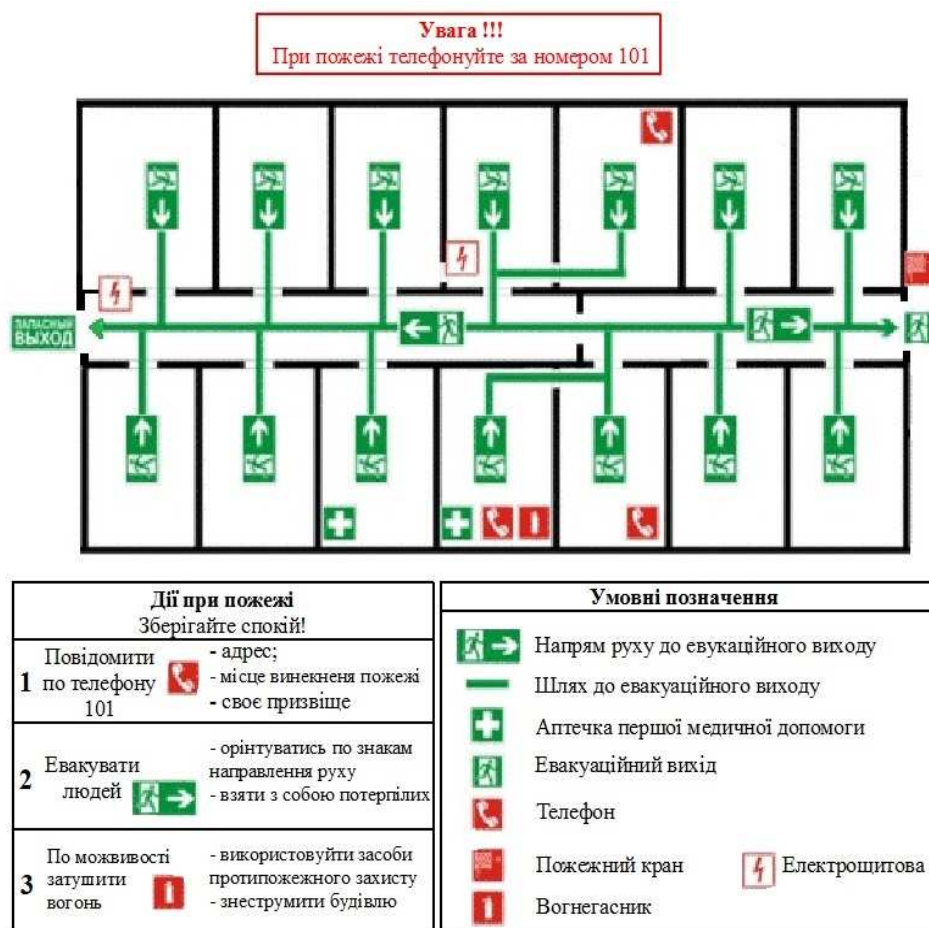 Увага !!!
При пожежі телефонуйте за номером 101
ЗАПАСНЫЙ
ВЫХОД
Дії при пожежі
Зберігайте спокій!
1
Повідомити
по телефону
101
- адрес;
- місце винекненя пожежі
- своє призвіще
2
Евакувати
людей
- орінтуватись по знакам
направлення руху
- взяти з собою потерпілих
3
По можвивості
затушити
вогонь
- використовуйти засоби
протипожежного захисту
- знеструмити будівлю
Умовні позначення
Напрям руху до евукаційного виходу
Шлях до евакуаційного виходу
Аптечка першої медичної допомоги
Евакуаційний вихід
Телефон
Пожежний кран
Електрощитова
Вогнегасник